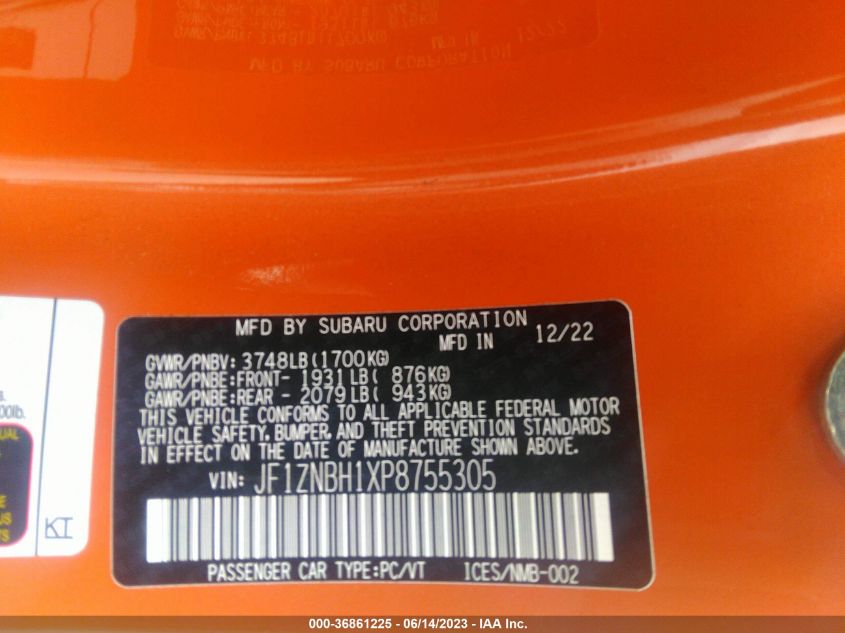 MFD BY SUBARU CORPORATION
MFD IN 12/22
GVWR/PNBV: 3748LB(1700KG)
GAWR/PNBE:FRONT- 1931LB( 876KG)
GAWR/PNBE:REAR - 2079LB( 943KG)
THIS VEHICLE CONFORMS TO ALL APPLICABLE FEDERAL MOTOR
VEHICLE SAFETY, BUMPER, AND THEFT PREVENTION STANDARDS
IN EFFECT ON THE DATE OF MANUFACTURE SHOWN ABOVE.
VIN: JF1ZNBH1XP8755305
PASSENGER CAR TYPE:PC/VT ICES/NMB-002
KI
000-36861225 - 06/14/2023 - IAA Inc.